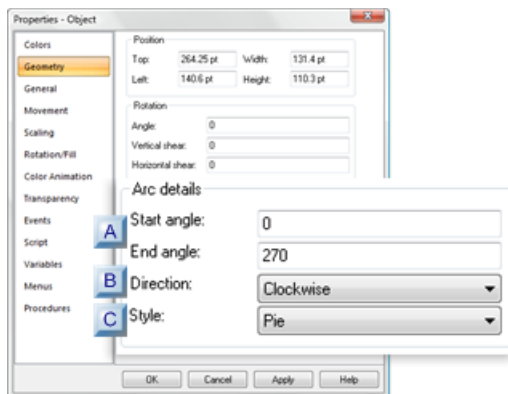 Properties - Object
Colors
Geometry
General
Movement
Scaling
Rotation/Fill
Color Animation
Transparency
Events
Script
Variables
Menus
Procedures
Position
Top: 264.25 pt Width: 131.4 pt
Left: 140.6 pt Height: 110.3 pt
Rotation
Angle: 0
Vertical shear: 0
Horizontal shear: 0
Arc details
A Start angle: 0
End angle: 270
B Direction: Clockwise
C Style: Pie
OK Cancel Apply Help